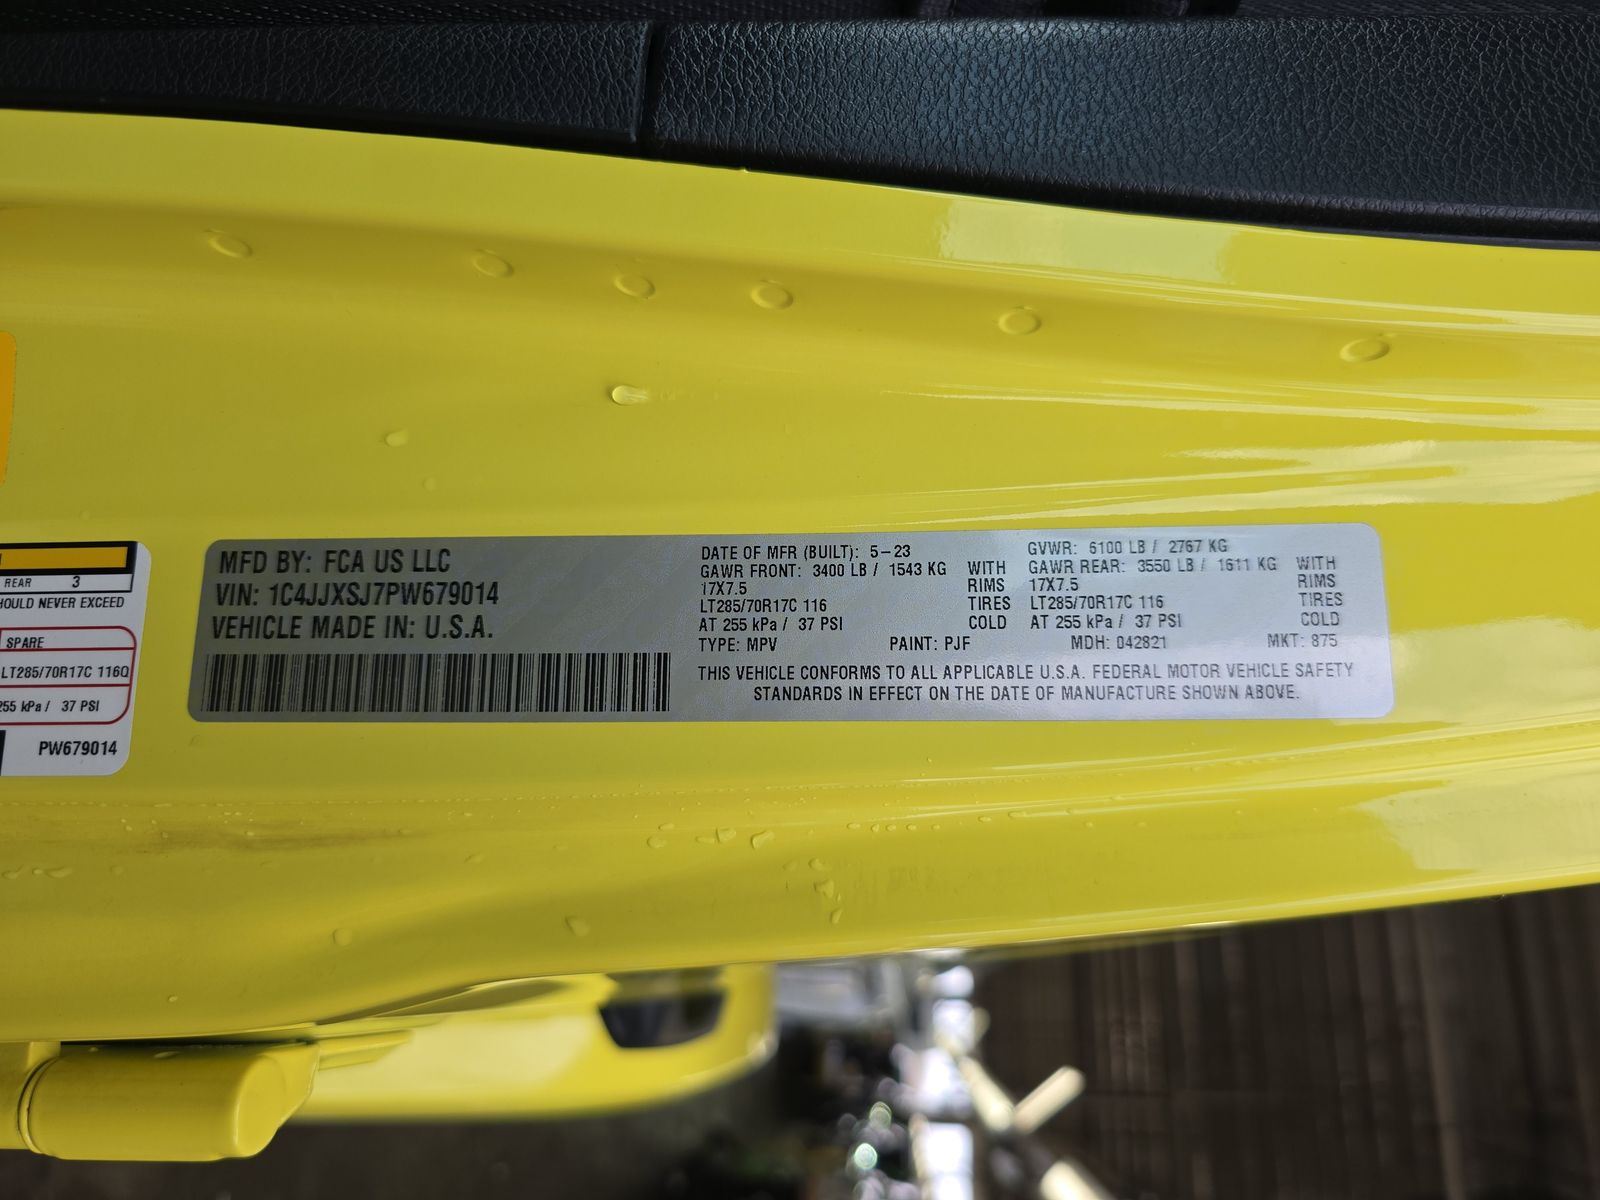 REAR 3
HOULD NEVER EXCEED
SPARE
LT285/70R17C 116Q
255 kPa / 37 PSI
PW679014
MFD BY: FCA US LLC
VIN: 1C4JJXSJ7PW679014
VEHICLE MADE IN: U.S.A.
DATE OF MFR (BUILT): 5-23 GVWR: 6100 LB / 2767 KG
GAWR FRONT: 3400 LB / 1543 KG WITH GAWR REAR: 3550 LB / 1611 KG WITH
17X7.5 RIMS 17X7.5 RIMS
LT285/70R17C 116 TIRES LT285/70R17C 116 TIRES
AT 255 kPa / 37 PSI COLD AT 255 kPa / 37 PSI COLD
TYPE: MPV PAINT: PJF MDH: 042821 MKT: 875
THIS VEHICLE CONFORMS TO ALL APPLICABLE U.S.A. FEDERAL MOTOR VEHICLE SAFETY
STANDARDS IN EFFECT ON THE DATE OF MANUFACTURE SHOWN ABOVE.